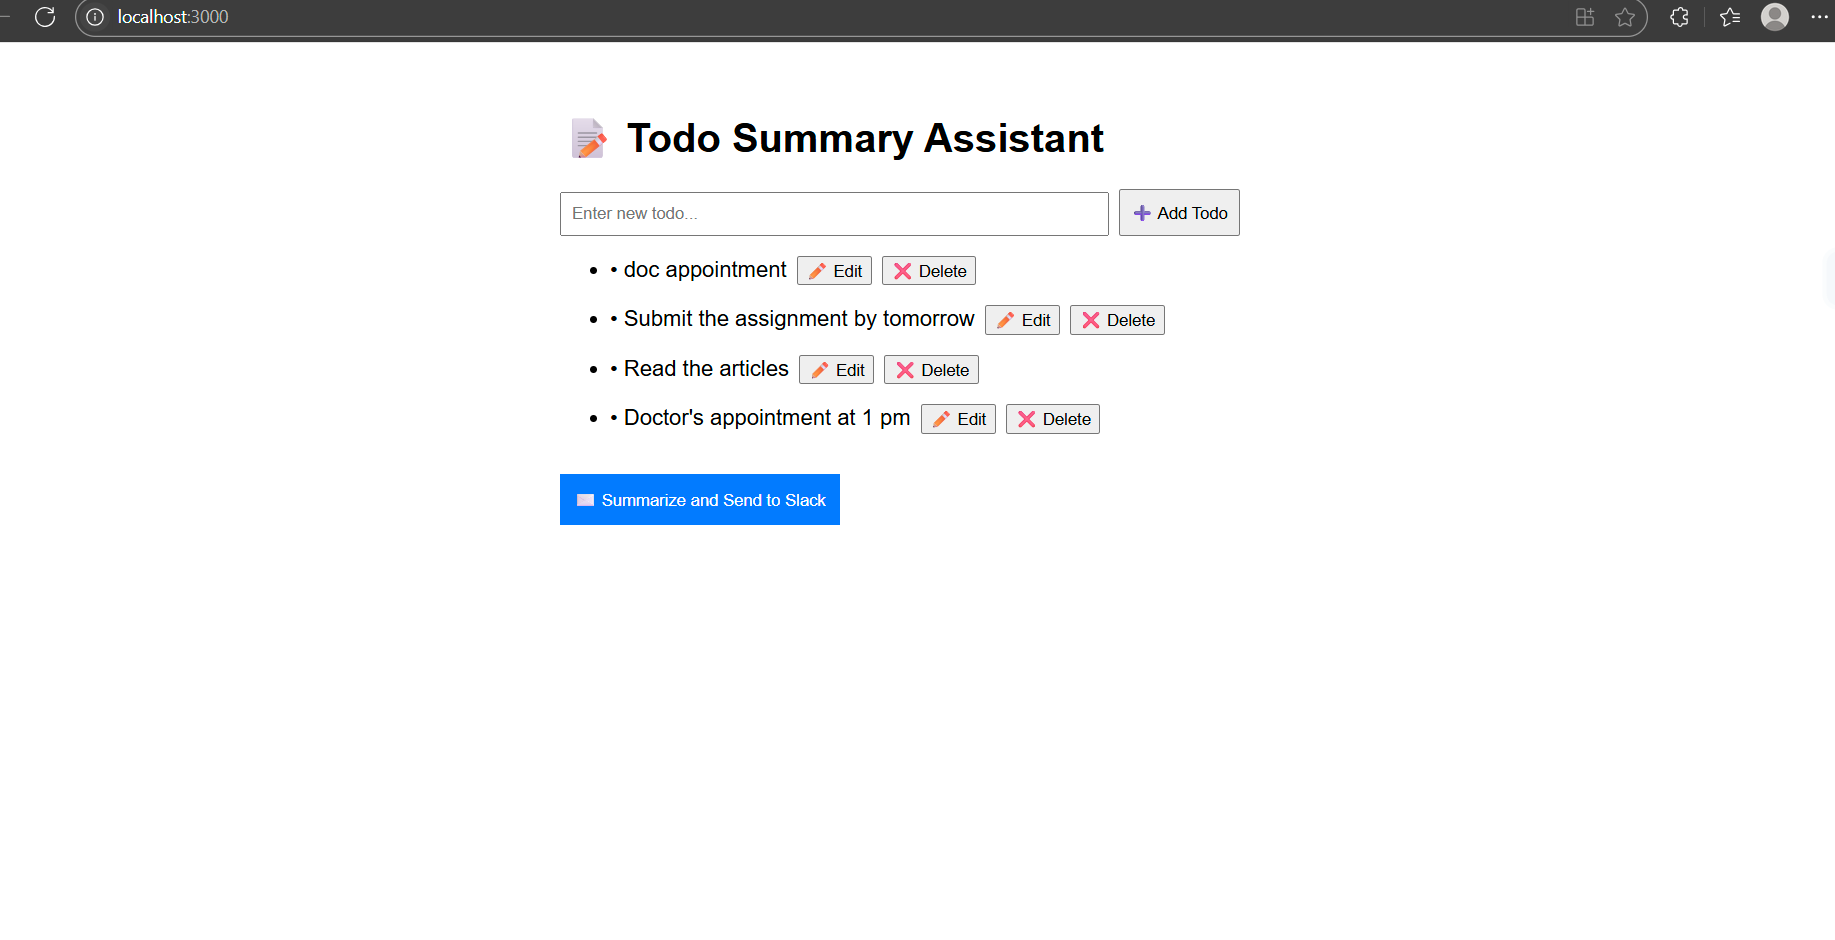 localhost:3000
Todo Summary Assistant
Enter new todo... Add Todo
• • doc appointment Edit Delete
• • Submit the assignment by tomorrow Edit Delete
• • Read the articles Edit Delete
• • Doctor's appointment at 1 pm Edit Delete
Summarize and Send to Slack